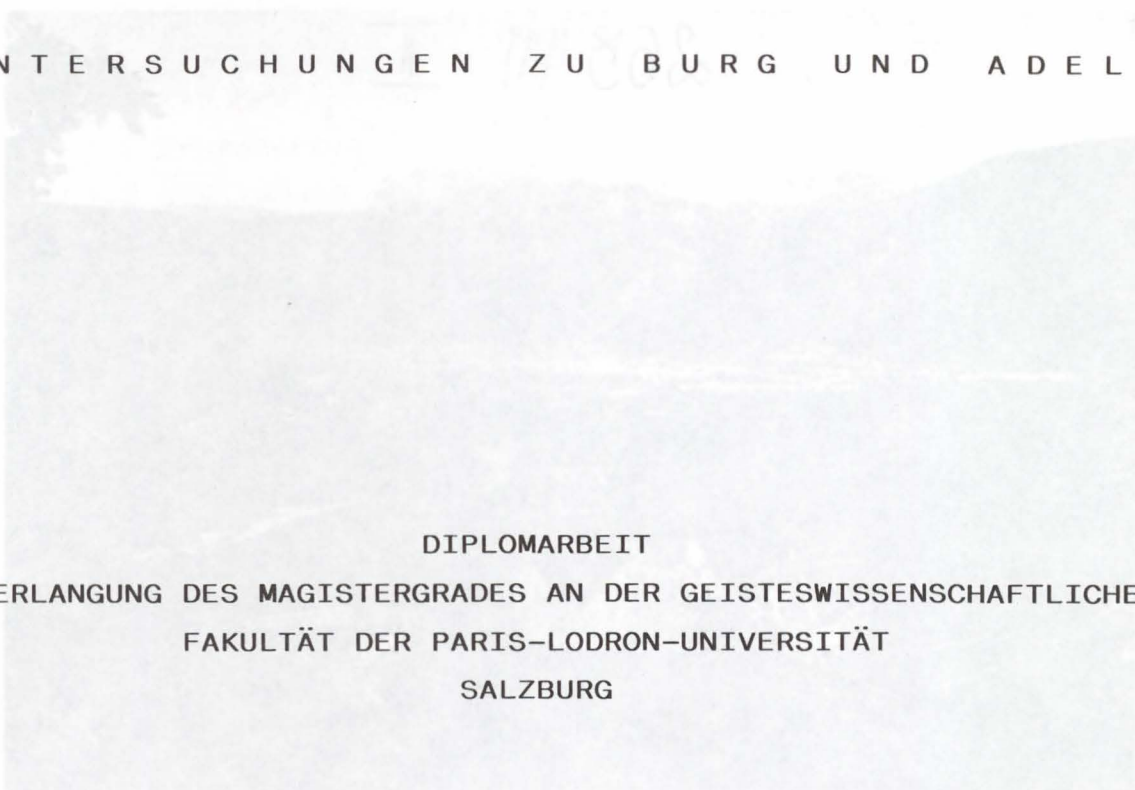 NTERSUCHUNGEN ZU BURG UND ADEL
DIPLOMARBEIT
ERLANGUNG DES MAGISTERGRADES AN DER GEISTESWISSENSCHAFTLICHE
FAKULTÄT DER PARIS–LODRON–UNIVERSITÄT
SALZBURG